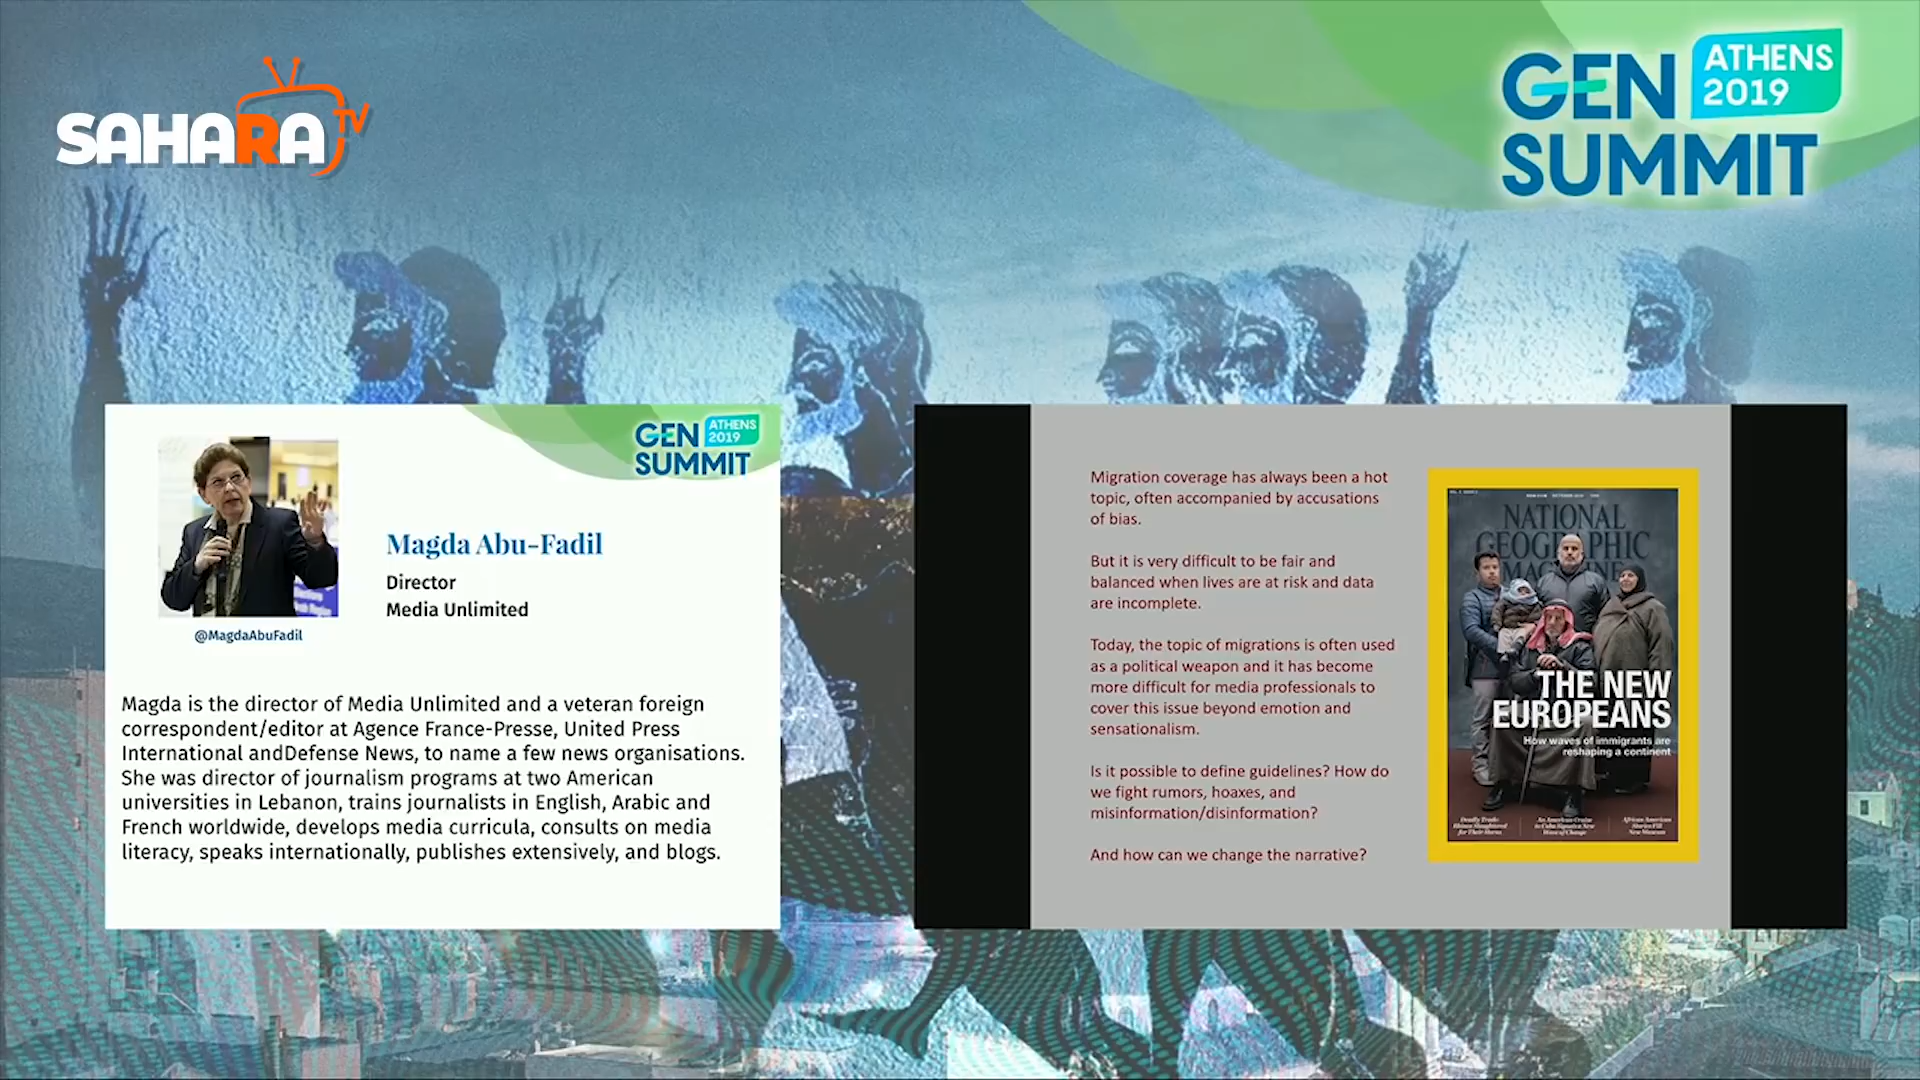 SAHARA TV
GEN
SUMMIT
ATHENS
2019
GEN
SUMMIT
ATHENS
2019
@MagdaAbuFadil
Magda Abu-Fadil
Director
Media Unlimited
Magda is the director of Media Unlimited and a veteran foreign
correspondent/editor at Agence France-Presse, United Press
International andDefense News, to name a few news organisations.
She was director of journalism programs at two American
universities in Lebanon, trains journalists in English, Arabic and
French worldwide, develops media curricula, consults on media
literacy, speaks internationally, publishes extensively, and blogs.
Migration coverage has always been a hot
topic, often accompanied by accusations
of bias.
But it is very difficult to be fair and
balanced when lives are at risk and data
are incomplete.
Today, the topic of migrations is often used
as a political weapon and it has become
more difficult for media professionals to
cover this issue beyond emotion and
sensationalism.
Is it possible to define guidelines? How do
we fight rumors, hoaxes, and
misinformation/disinformation?
And how can we change the narrative?
NATIONAL
GEOGRAPHIC
MAGAZINE
THE NEW
EUROPEANS
How waves of immigrants are
reshaping a continent